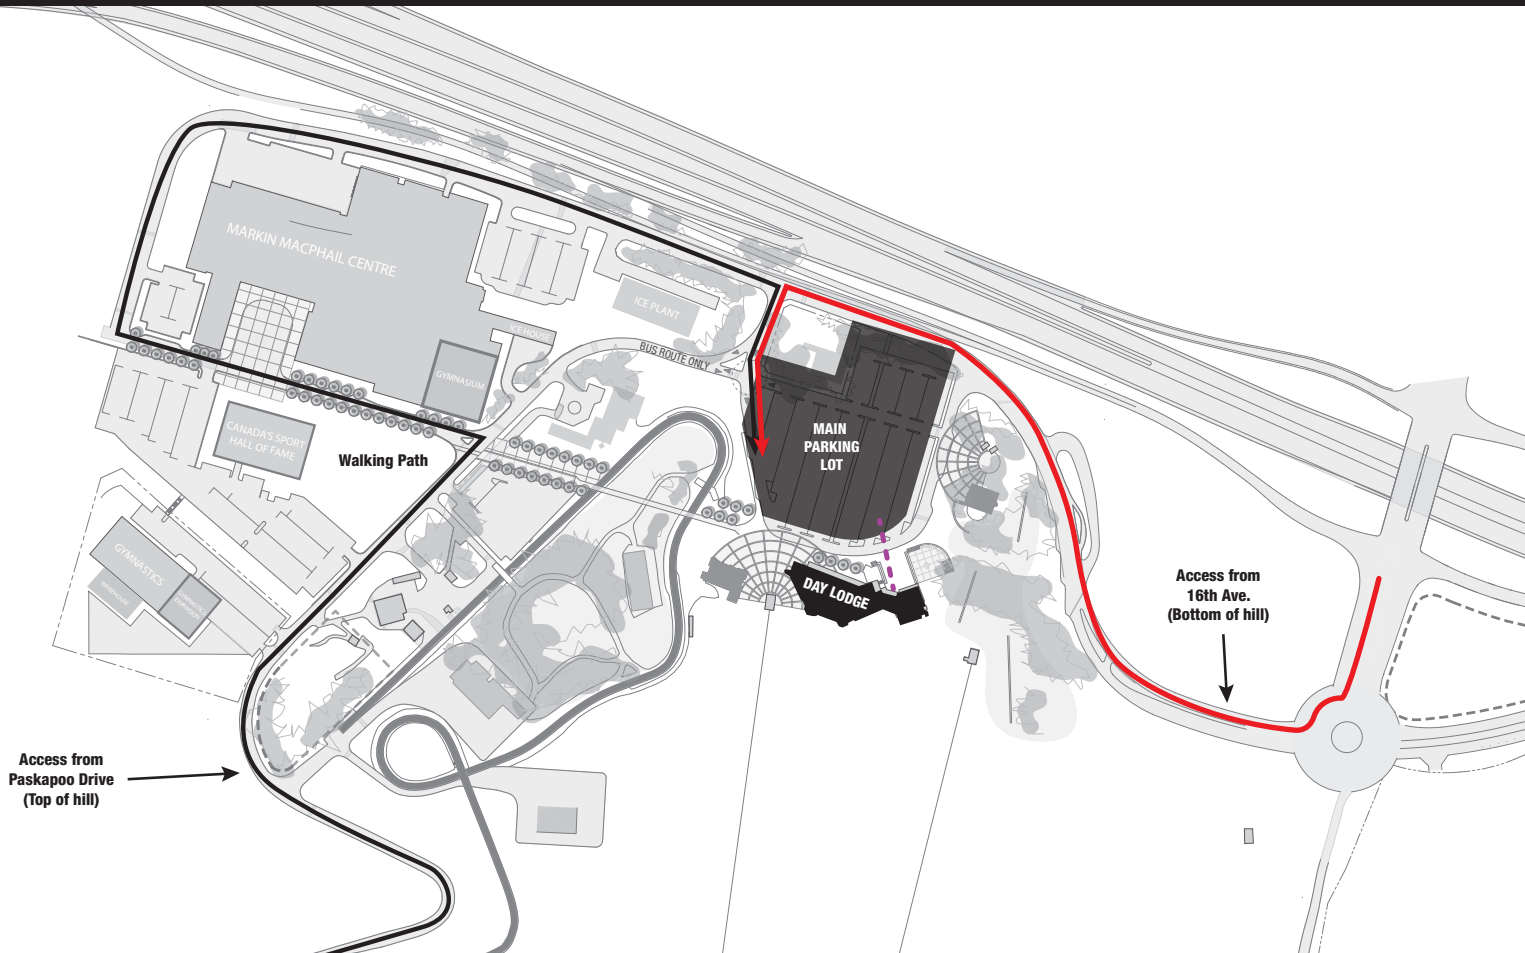 MARKIN MACPHAIL CENTRE
ICE PLANT
ICE HOUSE
BUS ROUTE ONLY
GYMNASIUM
CANADA'S SPORT
HALL OF FAME
Walking Path
MAIN
PARKING
LOT
GYMNASTICS
GYMNASTICS
WAREHOUSE
DAY LODGE
Access from
16th Ave.
(Bottom of hill)
Access from
Paskapoo Drive
(Top of hill)